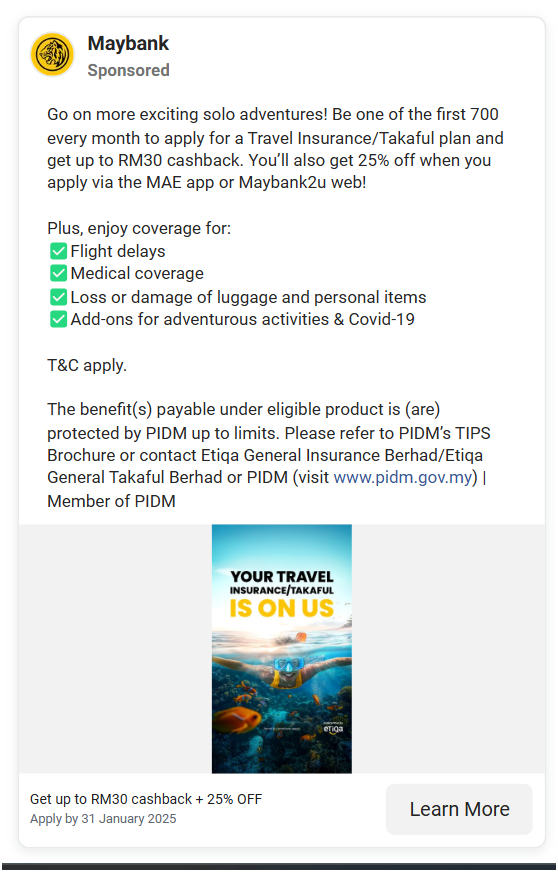 Maybank
Sponsored
Go on more exciting solo adventures! Be one of the first 700
every month to apply for a Travel Insurance/Takaful plan and
get up to RM30 cashback. You’ll also get 25% off when you
apply via the MAE app or Maybank2u web!
Plus, enjoy coverage for:
✅Flight delays
✅Medical coverage
✅Loss or damage of luggage and personal items
✅Add-ons for adventurous activities & Covid-19
T&C apply.
The benefit(s) payable under eligible product is (are)
protected by PIDM up to limits. Please refer to PIDM’s TIPS
Brochure or contact Etiqa General Insurance Berhad/Etiqa
General Takaful Berhad or PIDM (visit www.pidm.gov.my) |
Member of PIDM
YOUR TRAVEL
INSURANCE/TAKAFUL
IS ON US
etiqa
Get up to RM30 cashback + 25% OFF
Apply by 31 January 2025
Learn More